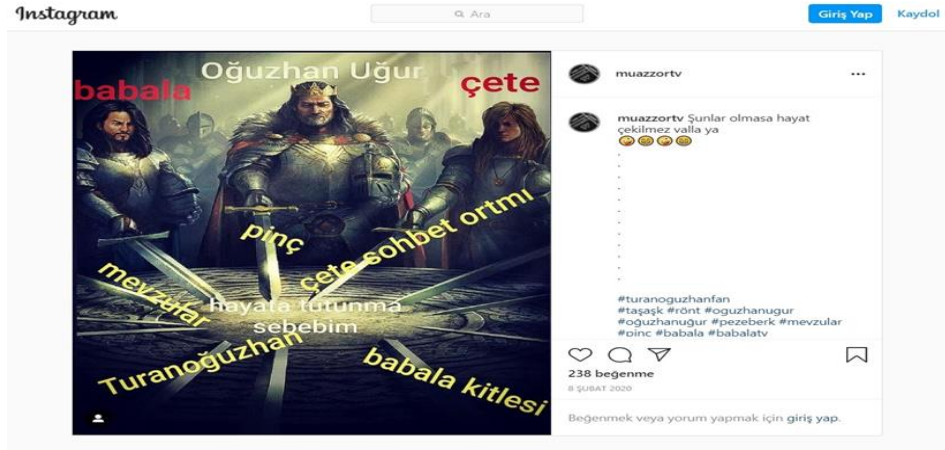 Instagram
Ara
Giriş Yap
Kaydol
Oğuzhan Uğur
babala
çete
pinç
çete sohbet ortmı
mevzular
hayata tutunma
sebebim
Turanoğuzhan
babala kitlesi
muazzortv
muazzortv Şunlar olmasa hayat
çekilmez valla ya
.
.
.
.
.
.
.
.
.
.
.
.
#turanoguzhanfan
#taşaşk #rönt #oguzhanugur
#oğuzhanuğur #pezeberk #mevzular
#pinç #babala #babalatv
238 beğenme
8 ŞUBAT 2020
Beğenmek veya yorum yapmak için giriş yap.